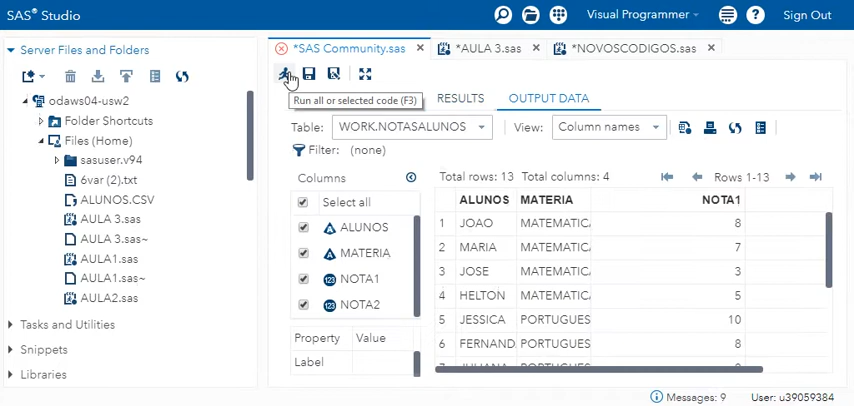 SAS® Studio
Visual Programmer
Sign Out
Server Files and Folders
odaws04-usw2
Folder Shortcuts
Files (Home)
sasuser.v94
6var (2).txt
ALUNOS.CSV
AULA 3.sas
AULA 3.sas~
AULA1.sas
AULA1.sas~
AULA2.sas
Tasks and Utilities
Snippets
Libraries
*SAS Community.sas
*AULA 3.sas
*NOVOSCODIGOS.sas
Run all or selected code (F3)
RESULTS
OUTPUT DATA
Table: WORK.NOTASALUNOS View: Column names
Filter: (none)
Columns
Select all
ALUNOS
MATERIA
NOTA1
NOTA2
Property Value
Label
Total rows: 13 Total columns: 4 Rows 1-13
ALUNOS MATERIA NOTA1
1 JOAO MATEMATICA 8
2 MARIA MATEMATICA 7
3 JOSE MATEMATICA 3
4 HELTON MATEMATICA 5
5 JESSICA PORTUGUES 10
6 FERNAND PORTUGUES 8
Messages: 9 User: u39059384